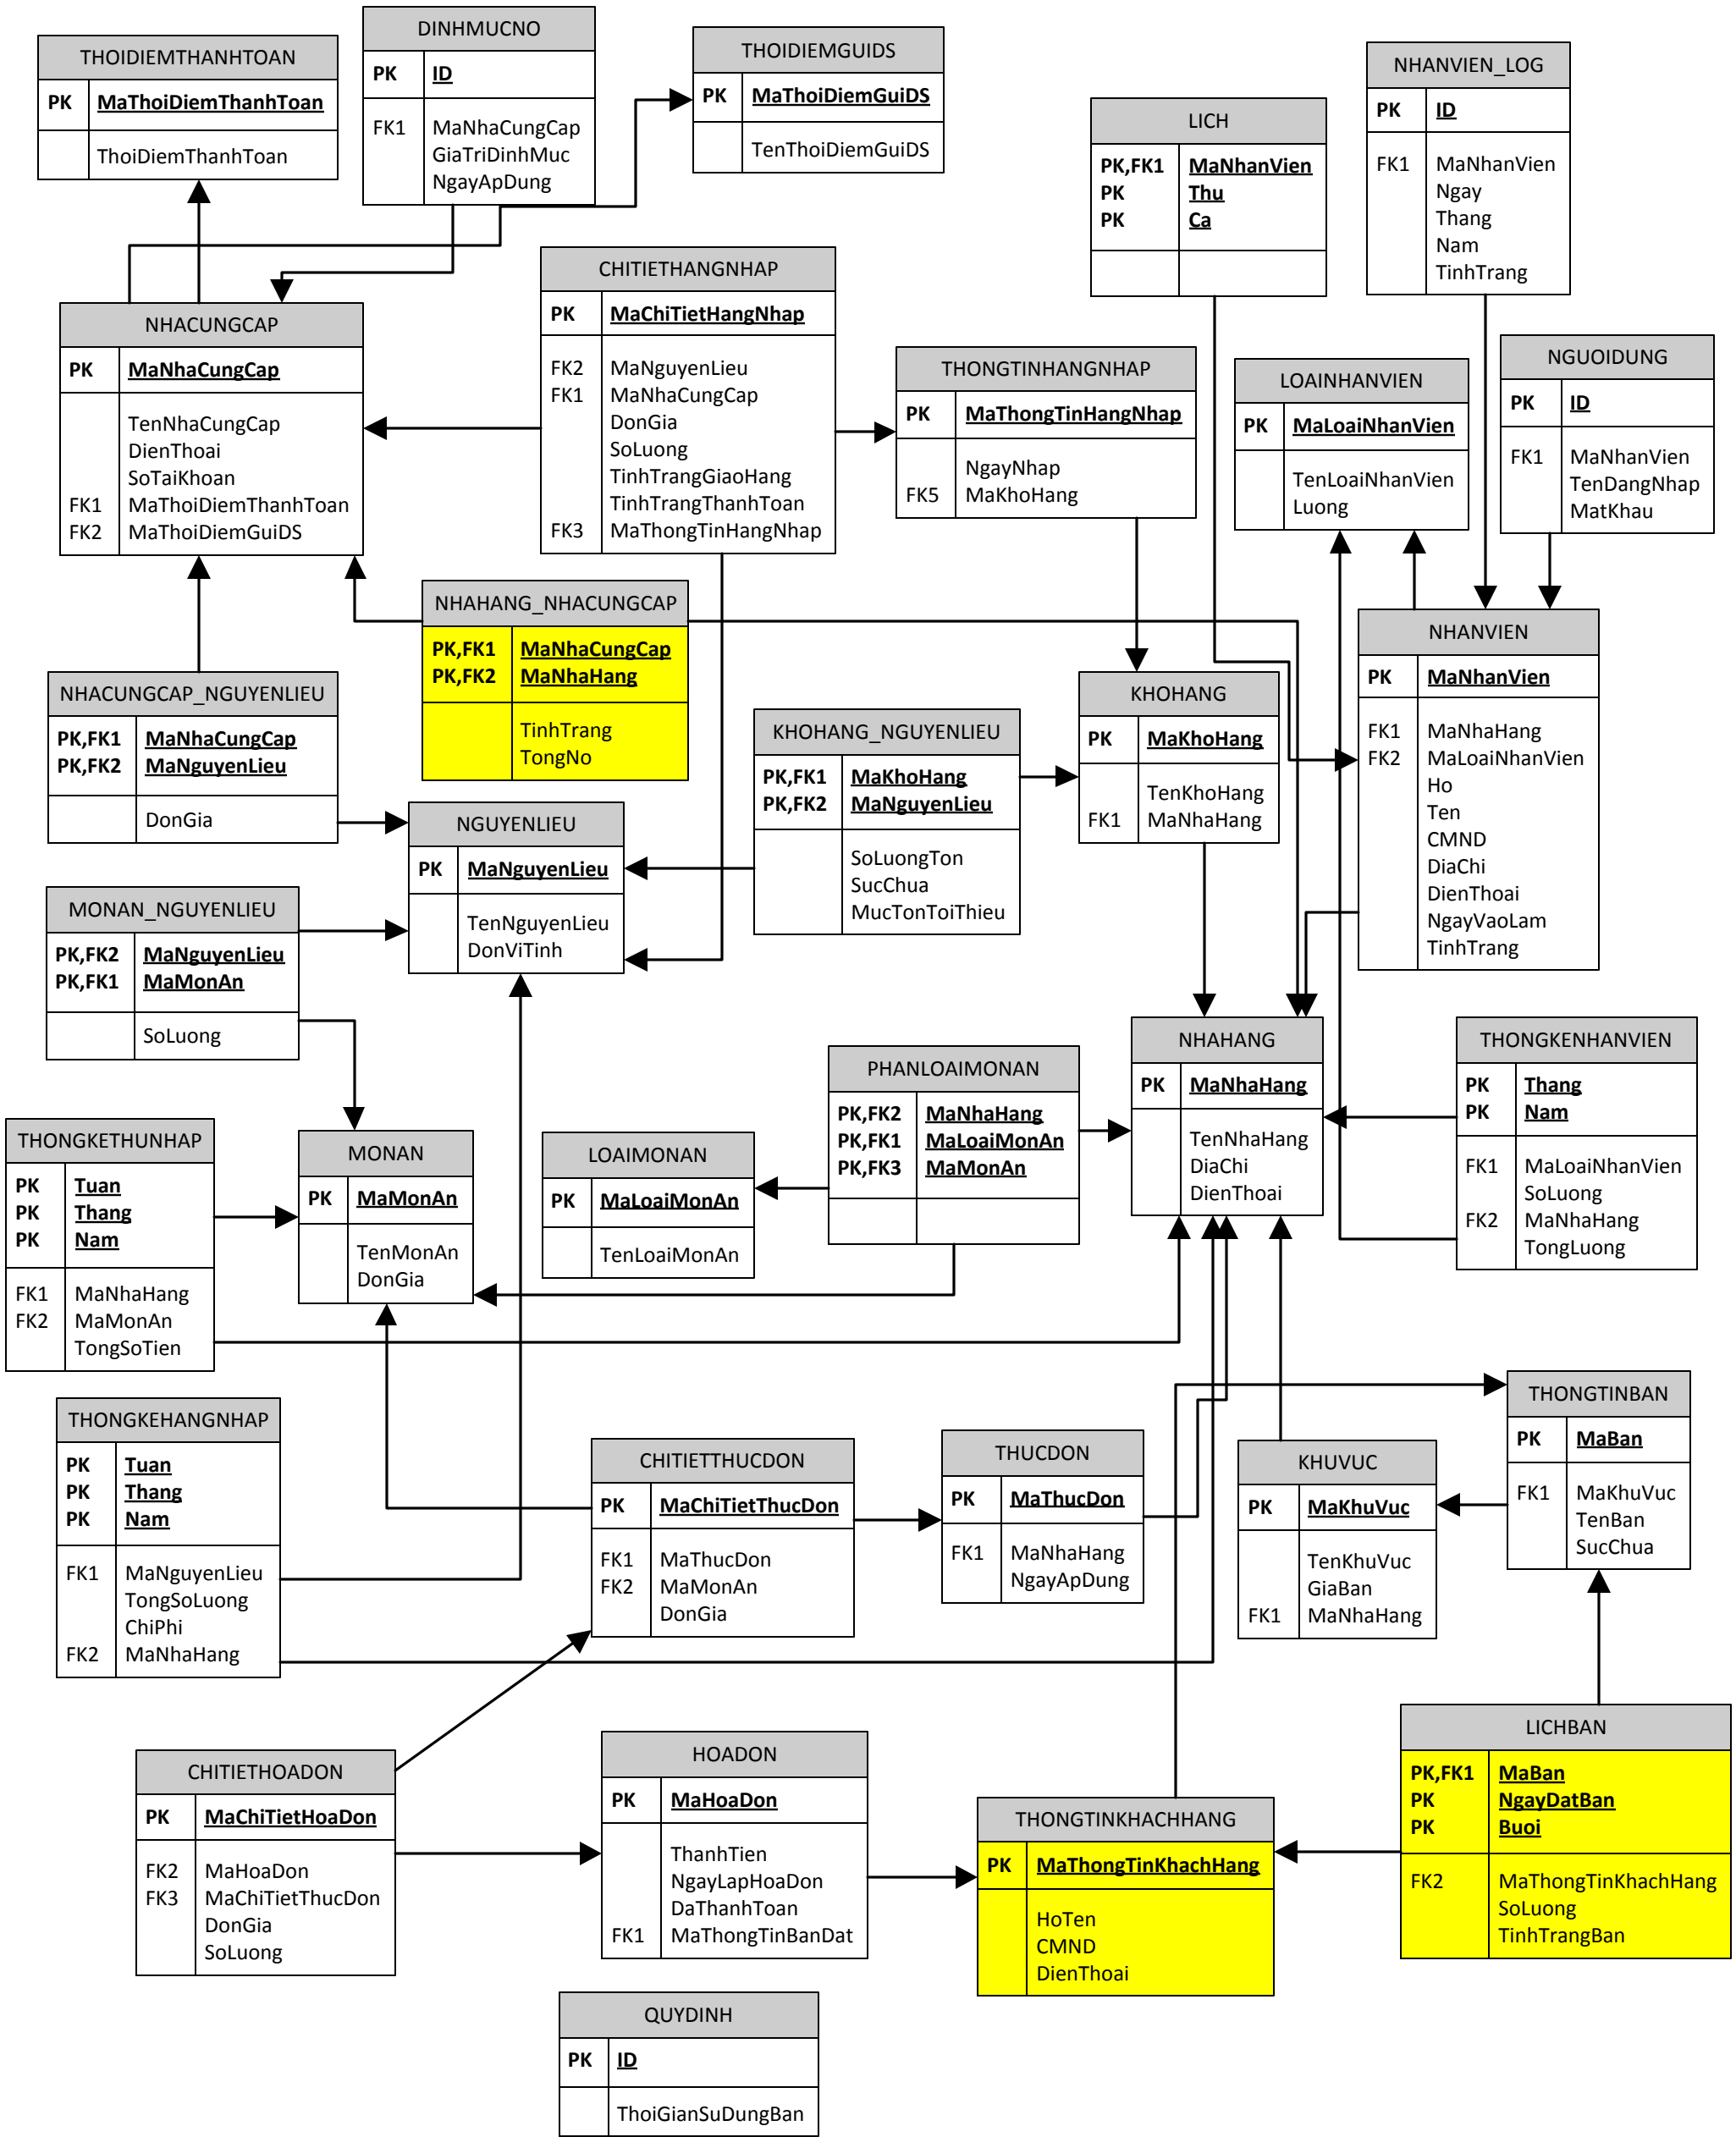 THOIDIEMTHANHTOAN
PK MaThoiDiemThanhToan
ThoiDiemThanhToan
DINHMUCNO
PK ID
FK1 MaNhaCungCap
GiaTriDinhMuc
NgayApDung
THOIDIEMGUIDS
PK MaThoiDiemGuiDS
TenThoiDiemGuiDS
LICH
PK,FK1 MaNhanVien
PK Thu
PK Ca
NHANVIEN_LOG
PK ID
FK1 MaNhanVien
Ngay
Thang
Nam
TinhTrang
NHACUNGCAP
PK MaNhaCungCap
TenNhaCungCap
DienThoai
SoTaiKhoan
FK1 MaThoiDiemThanhToan
FK2 MaThoiDiemGuiDS
CHITIETHANGNHAP
PK MaChiTietHangNhap
FK2 MaNguyenLieu
FK1 MaNhaCungCap
DonGia
SoLuong
TinhTrangGiaoHang
TinhTrangThanhToan
FK3 MaThongTinHangNhap
THONGTINHANGNHAP
PK MaThongTinHangNhap
NgayNhap
FK5 MaKhoHang
LOAINHANVIEN
PK MaLoaiNhanVien
TenLoaiNhanVien
Luong
NGUOIDUNG
PK ID
FK1 MaNhanVien
TenDangNhap
MatKhau
NHAHANG_NHACUNGCAP
PK,FK1 MaNhaCungCap
PK,FK2 MaNhaHang
TinhTrang
TongNo
NHANVIEN
PK MaNhanVien
FK1 MaNhaHang
FK2 MaLoaiNhanVien
Ho
Ten
CMND
DiaChi
DienThoai
NgayVaoLam
TinhTrang
NHACUNGCAP_NGUYENLIEU
PK,FK1 MaNhaCungCap
PK,FK2 MaNguyenLieu
DonGia
KHOHANG_NGUYENLIEU
PK,FK1 MaKhoHang
PK,FK2 MaNguyenLieu
SoLuongTon
SucChua
MucTonToiThieu
KHOHANG
PK MaKhoHang
TenKhoHang
FK1 MaNhaHang
NGUYENLIEU
PK MaNguyenLieu
TenNguyenLieu
DonViTinh
MONAN_NGUYENLIEU
PK,FK2 MaNguyenLieu
PK,FK1 MaMonAn
SoLuong
NHAHANG
PK MaNhaHang
TenNhaHang
DiaChi
DienThoai
THONGKENHANVIEN
PK Thang
PK Nam
FK1 MaLoaiNhanVien
SoLuong
FK2 MaNhaHang
TongLuong
PHANLOAIMONAN
PK,FK2 MaNhaHang
PK,FK1 MaLoaiMonAn
PK,FK3 MaMonAn
THONGKETHUNHAP
PK Tuan
PK Thang
PK Nam
FK1 MaNhaHang
FK2 MaMonAn
TongSoTien
MONAN
PK MaMonAn
TenMonAn
DonGia
LOAIMONAN
PK MaLoaiMonAn
TenLoaiMonAn
THONGKEHANGNHAP
PK Tuan
PK Thang
PK Nam
FK1 MaNguyenLieu
TongSoLuong
ChiPhi
FK2 MaNhaHang
CHITIETTHUCDON
PK MaChiTietThucDon
FK1 MaThucDon
FK2 MaMonAn
DonGia
THUCDON
PK MaThucDon
FK1 MaNhaHang
NgayApDung
KHUVUC
PK MaKhuVuc
TenKhuVuc
GiaBan
FK1 MaNhaHang
THONGTINBAN
PK MaBan
FK1 MaKhuVuc
TenBan
SucChua
CHITIETHOADON
PK MaChiTietHoaDon
FK2 MaHoaDon
FK3 MaChiTietThucDon
DonGia
SoLuong
HOADON
PK MaHoaDon
ThanhTien
NgayLapHoaDon
DaThanhToan
FK1 MaThongTinBanDat
THONGTINKHACHHANG
PK MaThongTinKhachHang
HoTen
CMND
DienThoai
LICHBAN
PK,FK1 MaBan
PK NgayDatBan
PK Buoi
FK2 MaThongTinKhachHang
SoLuong
TinhTrangBan
QUYDINH
PK ID
ThoiGianSuDungBan